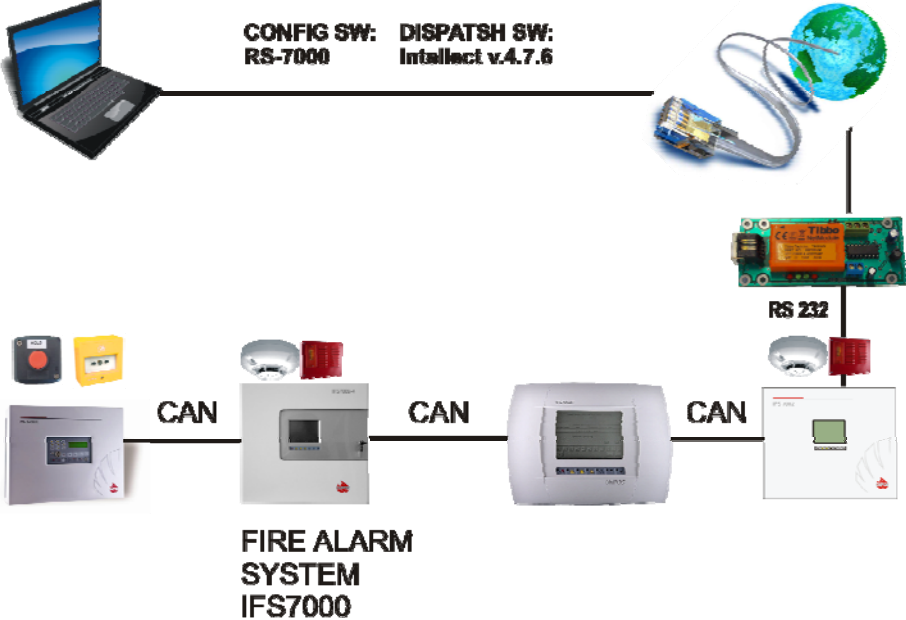 CONFIG SW: DISPATSH SW:
RS-7000 Intellect v.4.7.6
Tibbo
RS 232
CAN
CAN
CAN
FIRE ALARM
SYSTEM
IFS7000